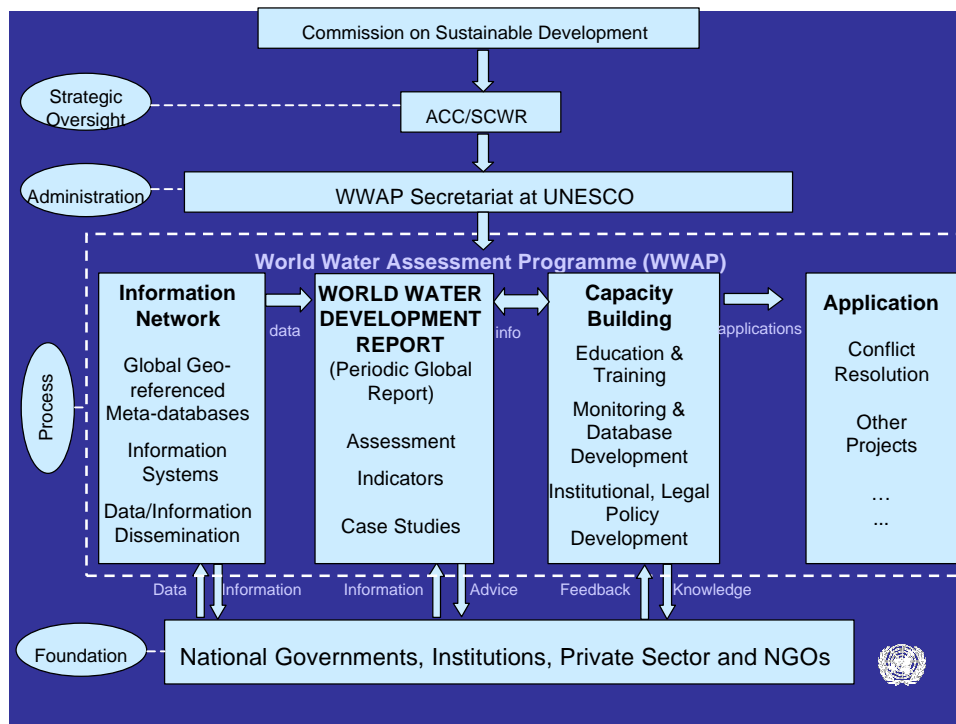 Commission on Sustainable Development
Strategic
Oversight
ACC/SCWR
Administration
WWAP Secretariat at UNESCO
World Water Assessment Programme (WWAP)
Process
Information
Network
Global Geo-
referenced
Meta-databases
Information
Systems
Data/Information
Dissemination
data
WORLD WATER
DEVELOPMENT
REPORT
(Periodic Global
Report)
Assessment
Indicators
Case Studies
info
Capacity
Building
Education &
Training
Monitoring &
Database
Development
Institutional, Legal
Policy
Development
applications
Application
Conflict
Resolution
Other
Projects
…
...
Data
Information
Information
Advice
Feedback
Knowledge
Foundation
National Governments, Institutions, Private Sector and NGOs